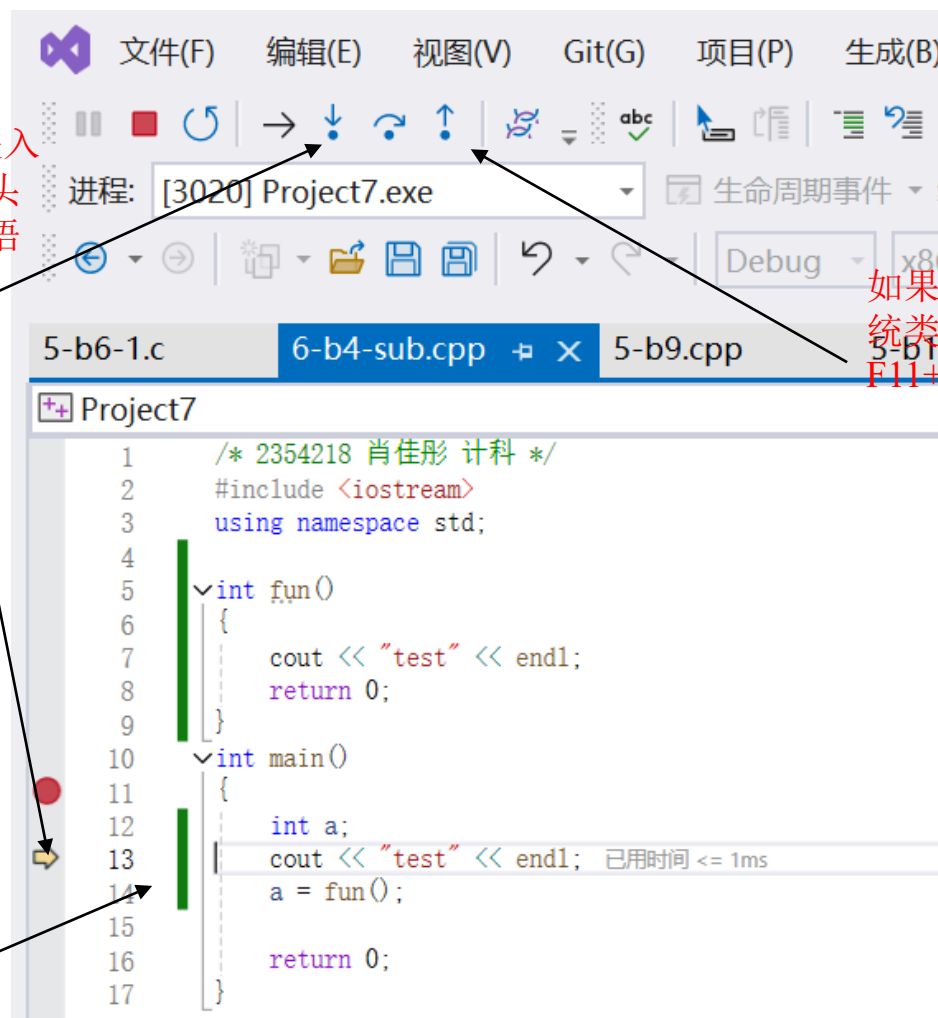 文件(F) 编辑(E) 视图(V) Git(G) 项目(P) 生成(B)
abc
入
头
语
进程: [3020] Project7.exe 生命周期事件
Debug x86
如果
统类
F11+
5-b6-1.c 6-b4-sub.cpp 5-b9.cpp 5-b1
Project7
1 /* 2354218 肖佳彤 计科 */
2 #include <iostream>
3 using namespace std;
4
5 int fun()
6 {
7 cout << "test" << endl;
8 return 0;
9 }
10 int main()
11 {
12 int a;
13 cout << "test" << endl; 已用时间 <= 1ms
14 a = fun();
15
16 return 0;
17 }